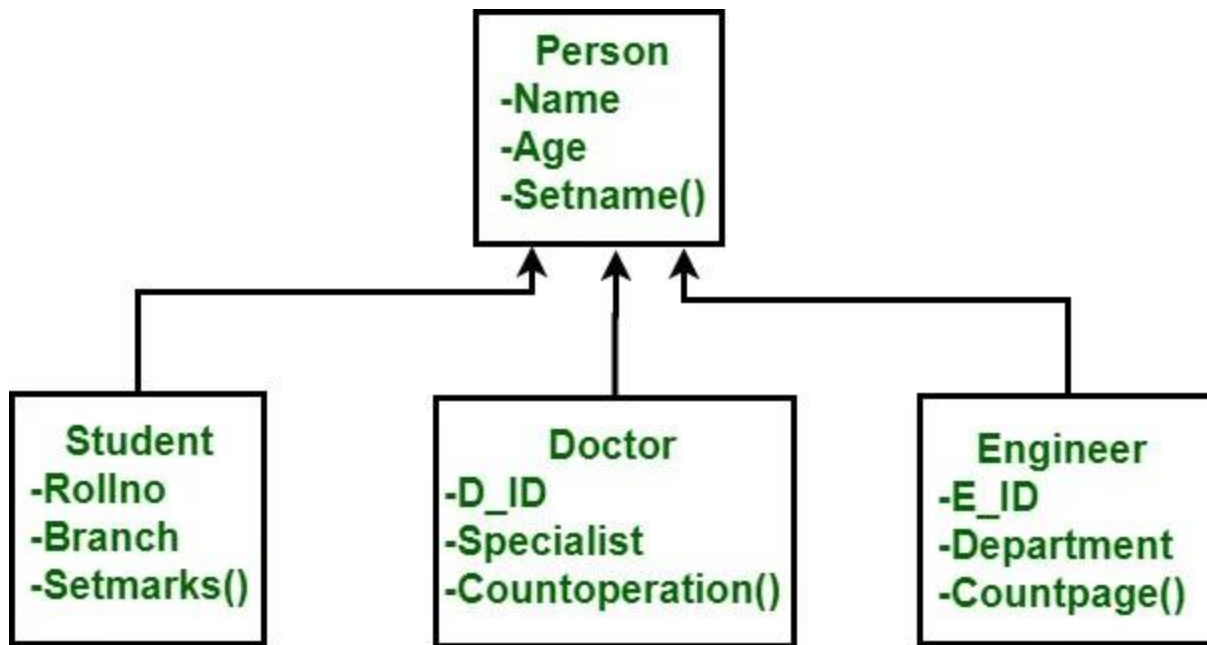 Person
-Name
-Age
-Setname()
Student
-Rollno
-Branch
-Setmarks()
Doctor
-D_ID
-Specialist
-Countoperation()
Engineer
-E_ID
-Department
-Countpage()